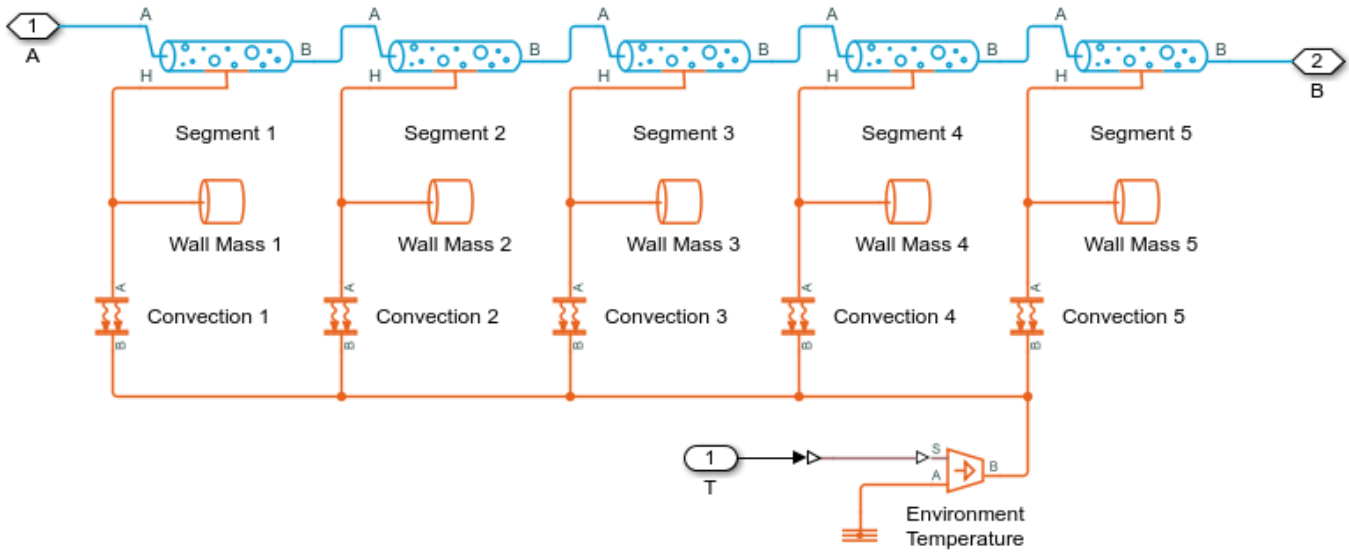 A A A A A
1 B B B B B 2
A B
H H H H H
Segment 1 Segment 2 Segment 3 Segment 4 Segment 5
Wall Mass 1 Wall Mass 2 Wall Mass 3 Wall Mass 4 Wall Mass 5
A A A A A
Convection 1 Convection 2 Convection 3 Convection 4 Convection 5
B B B B B
1 S B
T A
Environment
Temperature